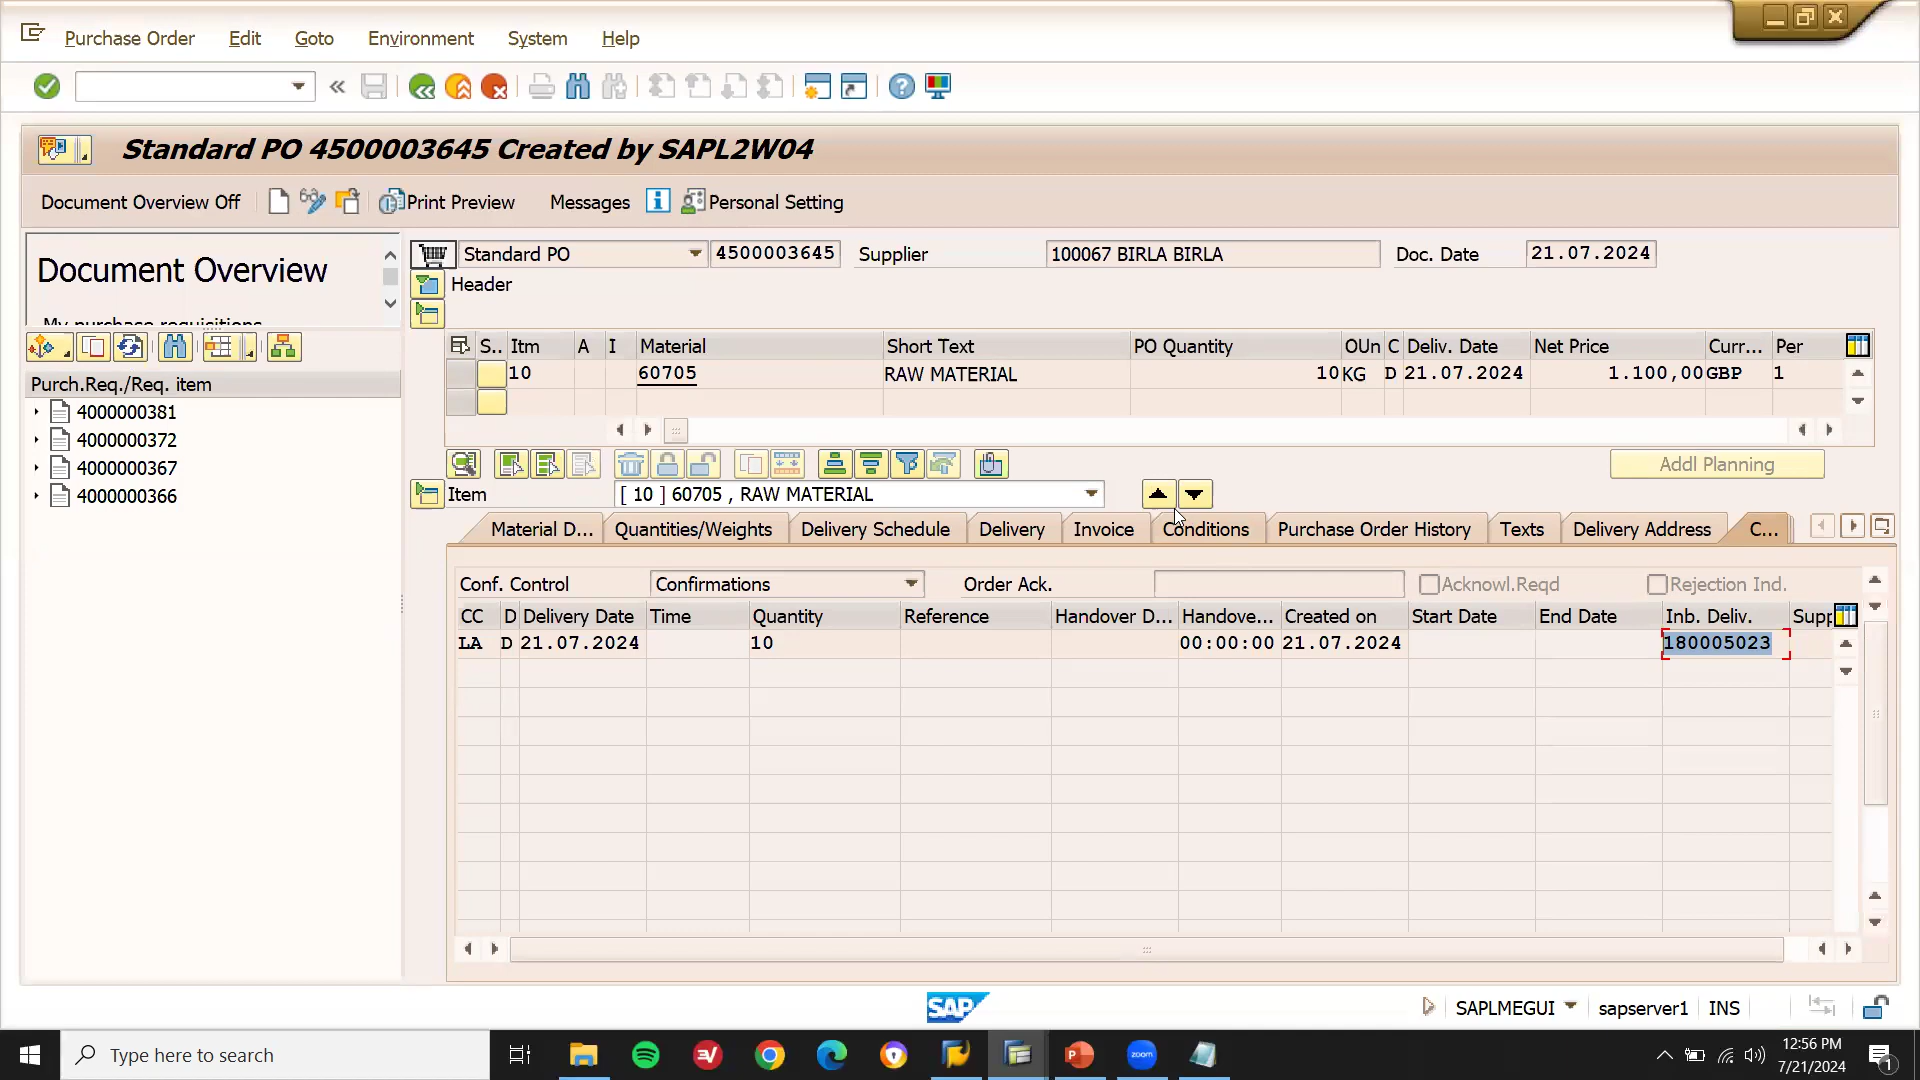 Purchase Order Edit Goto Environment System Help
Standard PO 4500003645 Created by SAPL2W04
Document Overview Off Print Preview Messages Personal Setting
Document Overview
My purchase requisitions
Purch.Req./Req. item
4000000381
4000000372
4000000367
4000000366
Standard PO 4500003645 Supplier 100067 BIRLA BIRLA Doc. Date 21.07.2024
Header
S.. Itm A I Material Short Text PO Quantity OUn C Deliv. Date Net Price Curr... Per
10 60705 RAW MATERIAL 10 KG D 21.07.2024 1.100,00 GBP 1
Addl Planning
Item [ 10 ] 60705 , RAW MATERIAL
Material D... Quantities/Weights Delivery Schedule Delivery Invoice Conditions Purchase Order History Texts Delivery Address C...
Conf. Control Confirmations Order Ack. Acknowl.Reqd Rejection Ind.
CC D Delivery Date Time Quantity Reference Handover D... Handove... Created on Start Date End Date Inb. Deliv. Supp
LA D 21.07.2024 10 00:00:00 21.07.2024 180005023
SAP SAPLMEGUI sapserver1 INS
Type here to search zoom 12:56 PM
7/21/2024 1